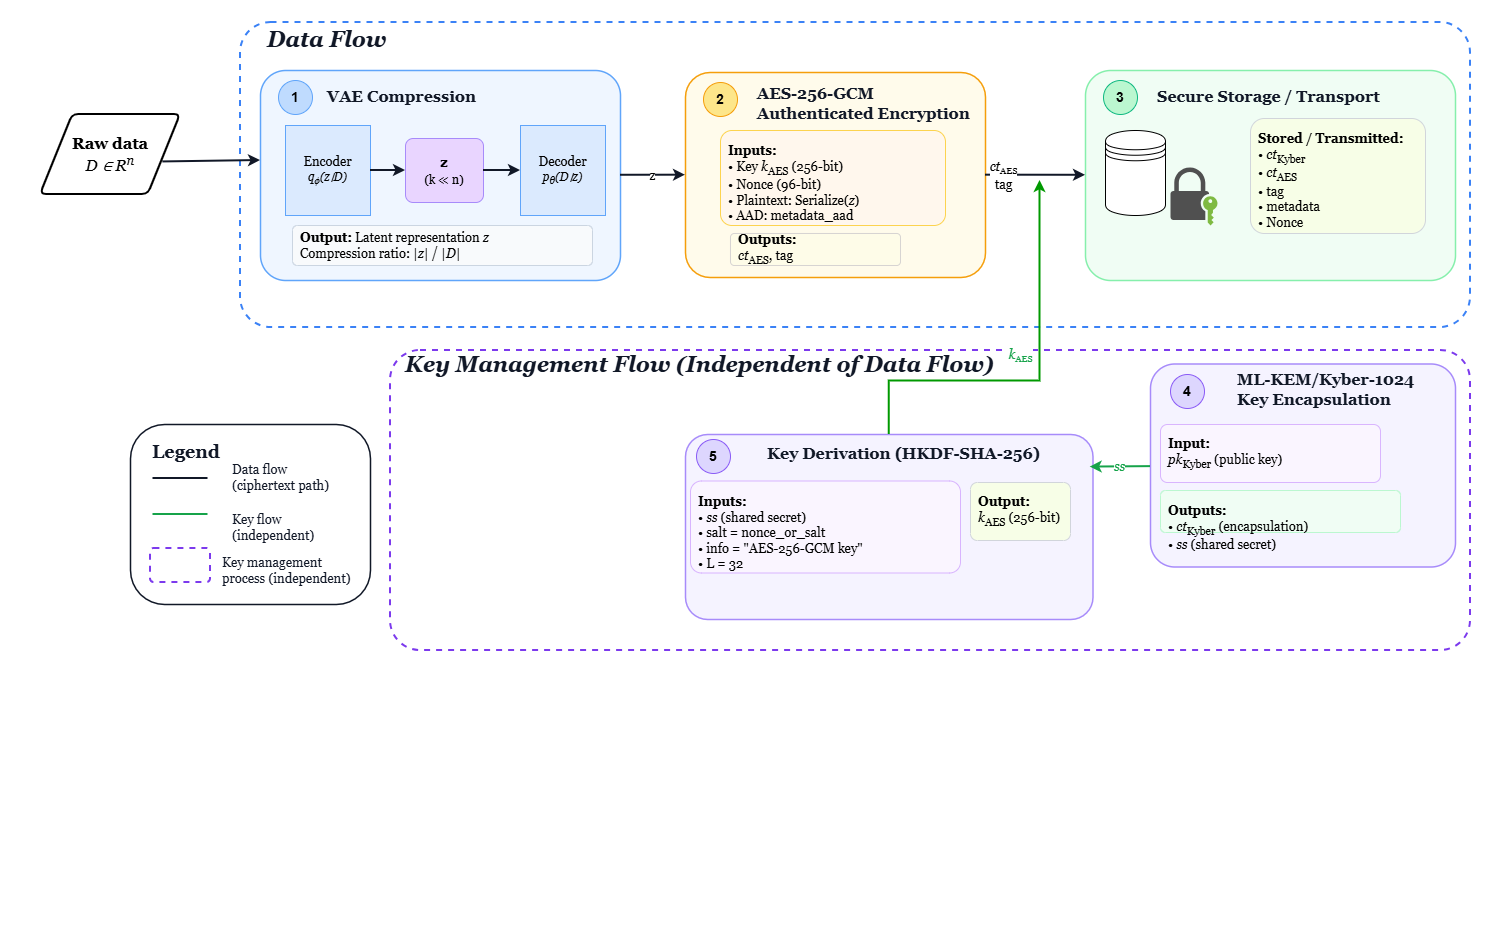 Data Flow
Raw data
D ∈ Rⁿ
1
VAE Compression
Encoder
qₑ(z|D)
z
(k ≪ n)
Decoder
p_θ(D|z)
Output: Latent representation z
Compression ratio: |z| / |D|
z
2
AES-256-GCM
Authenticated Encryption
Inputs:
• Key k_AES (256-bit)
• Nonce (96-bit)
• Plaintext: Serialize(z)
• AAD: metadata_aad
Outputs:
ct_AES, tag
ct_AES
tag
3
Secure Storage / Transport
Stored / Transmitted:
• ct_Kyber
• ct_AES
• tag
• metadata
• Nonce
Key Management Flow (Independent of Data Flow)
k_AES
4
ML-KEM/Kyber-1024
Key Encapsulation
Input:
pk_Kyber (public key)
Outputs:
• ct_Kyber (encapsulation)
• ss (shared secret)
ss
5
Key Derivation (HKDF-SHA-256)
Inputs:
• ss (shared secret)
• salt = nonce_or_salt
• info = "AES-256-GCM key"
• L = 32
Output:
k_AES (256-bit)
Legend
Data flow
(ciphertext path)
Key flow
(independent)
Key management
process (independent)